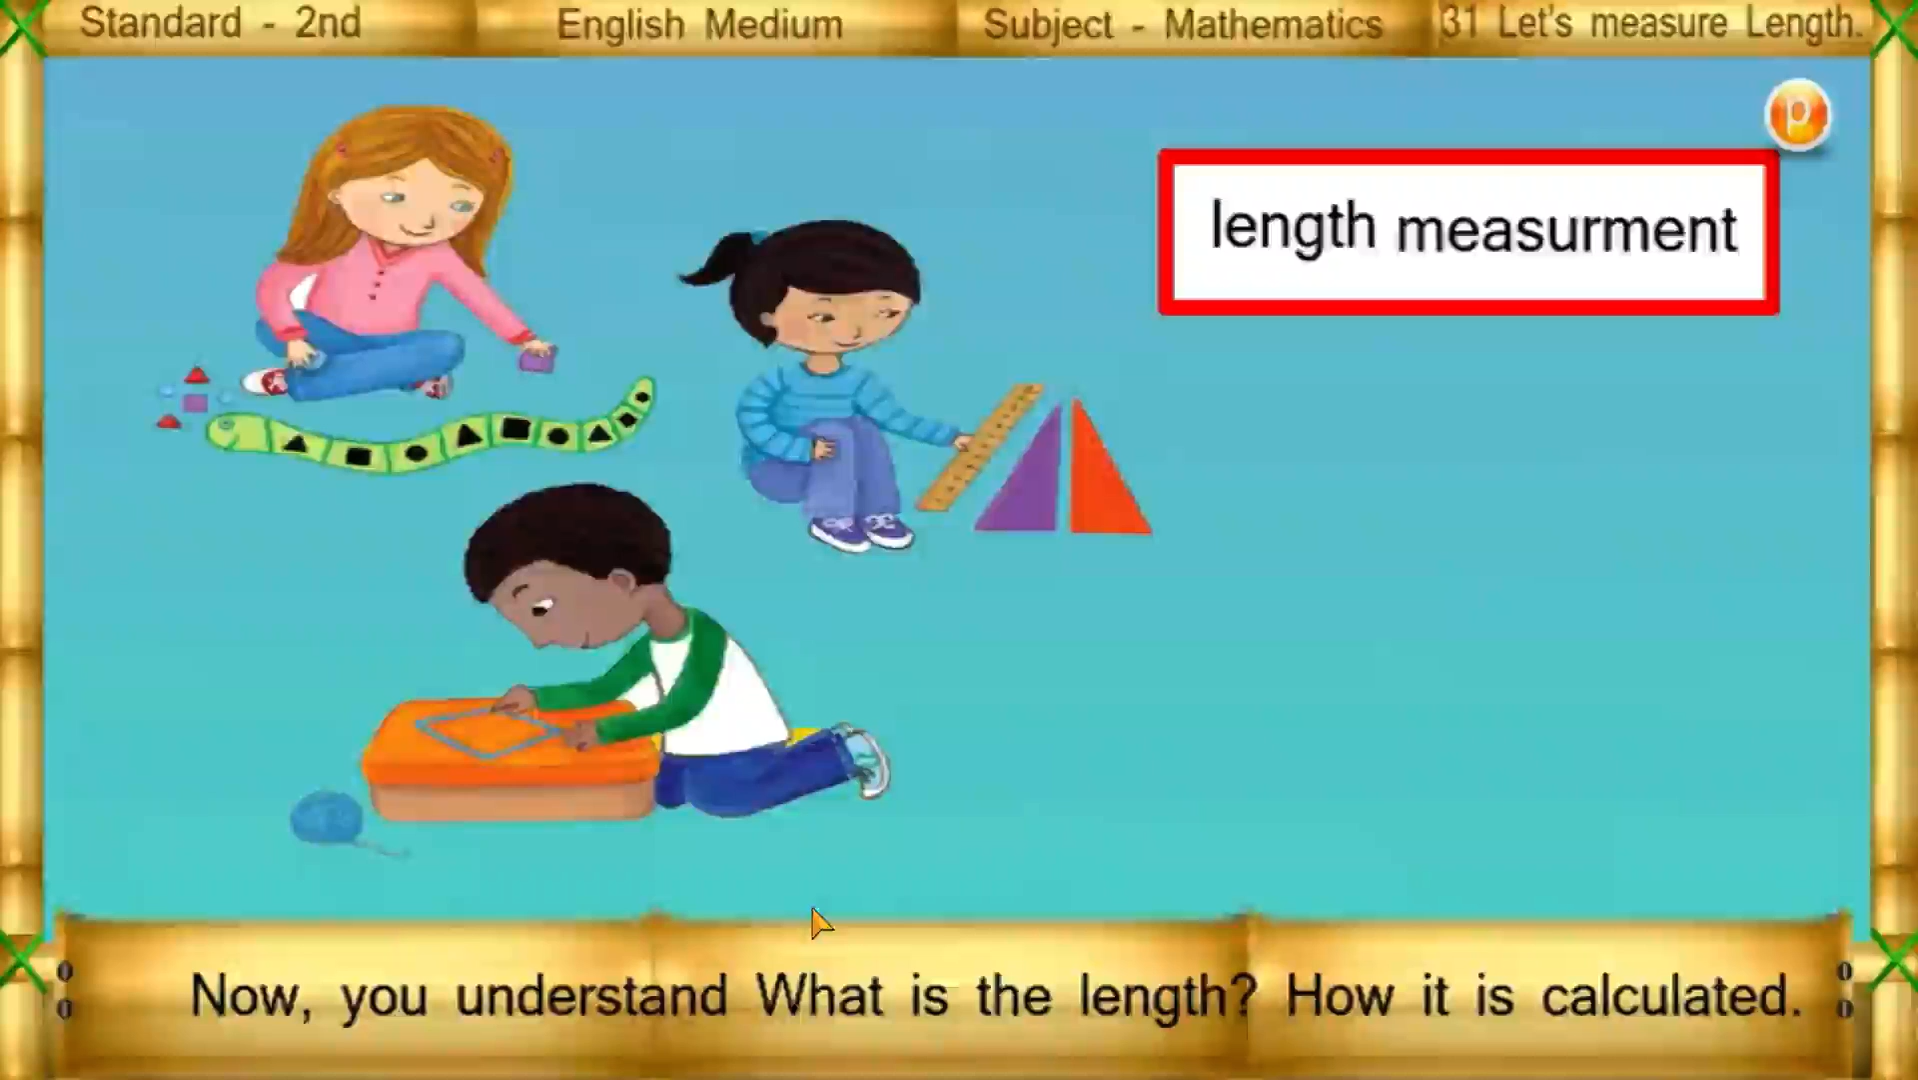 Standard - 2nd English Medium Subject - Mathematics 31 Let's measure Length.
p
length measurment
Now, you understand What is the length? How it is calculated.